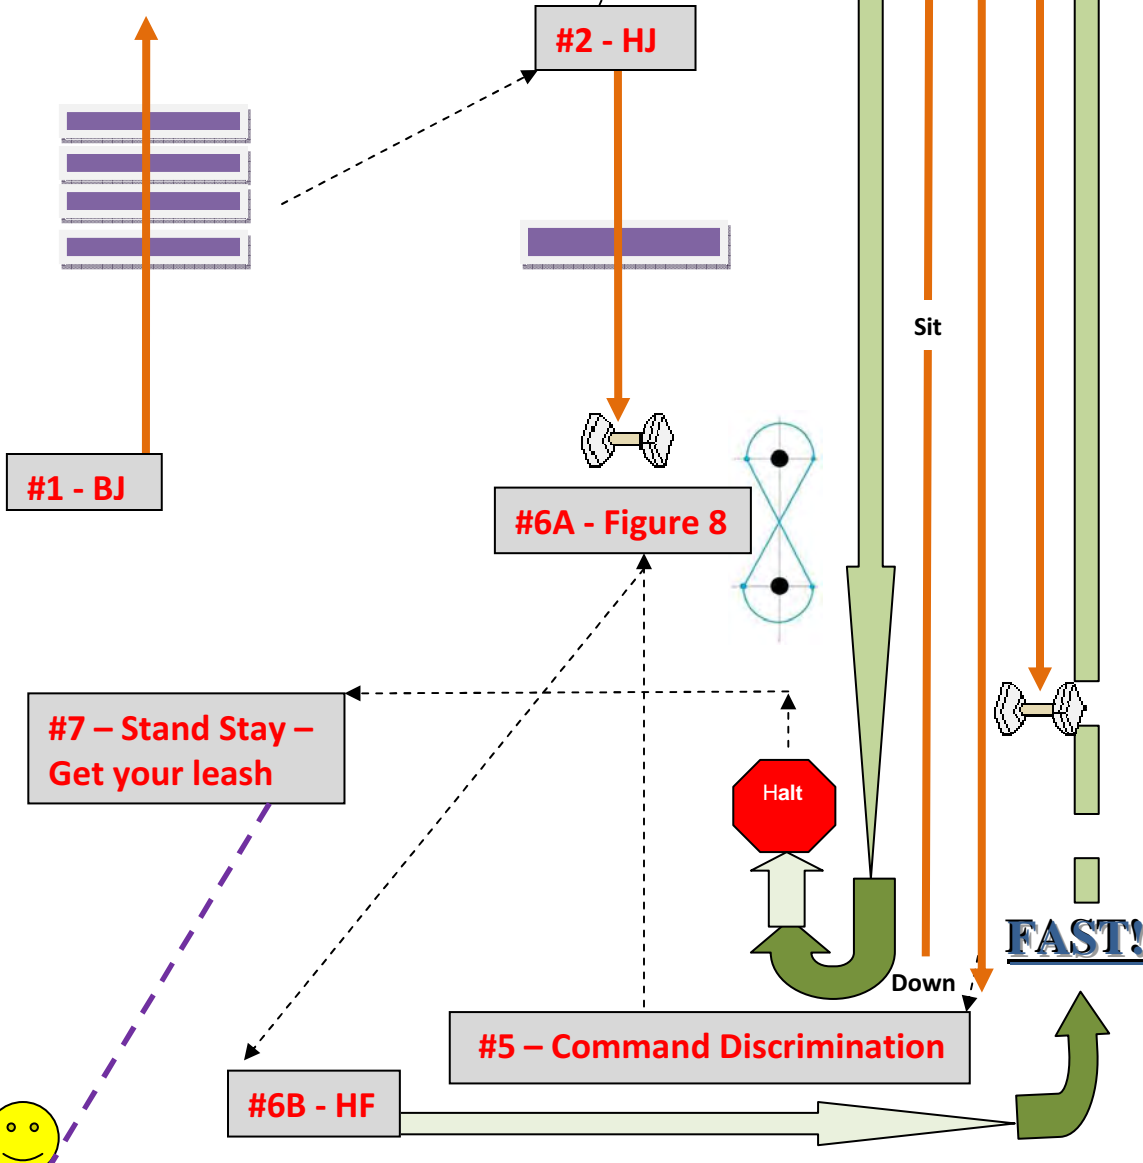 #2 - HJ
Sit
#1 - BJ
#6A - Figure 8
#7 – Stand Stay –
Get your leash
Halt
FAST!
Down
#5 – Command Discrimination
#6B - HF